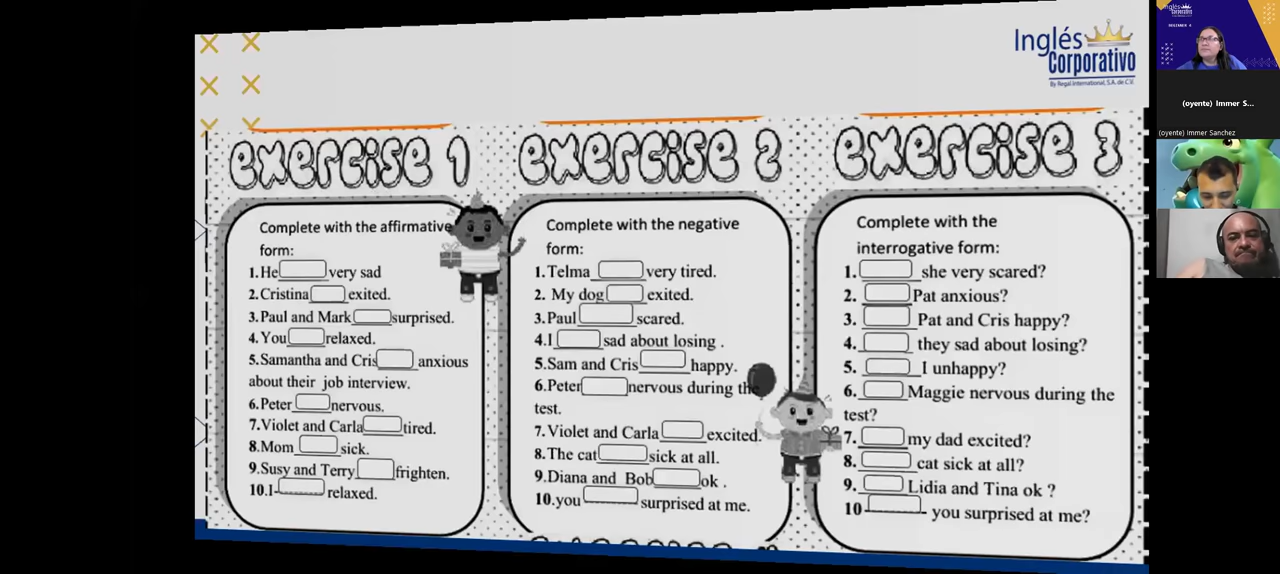 Inglés
Corporativo
By Regal International, S.A. de C.V.
exercise 1
Complete with the affirmative
form:
1.He very sad
2.Cristina exited.
3.Paul and Mark surprised.
4.You relaxed.
5.Samantha and Cris anxious
about their job interview.
6.Peter nervous.
7.Violet and Carla tired.
8.Mom sick.
9.Susy and Terry frighten.
10.I relaxed.
exercise 2
Complete with the negative
form:
1.Telma very tired.
2. My dog exited.
3.Paul scared.
4.I sad about losing .
5.Sam and Cris happy.
6.Peter nervous during the
test.
7.Violet and Carla excited.
8.The cat sick at all.
9.Diana and Bob ok .
10.you surprised at me.
exercise 3
Complete with the
interrogative form:
1. she very scared?
2. Pat anxious?
3. Pat and Cris happy?
4. they sad about losing?
5. I unhappy?
6. Maggie nervous during the
test?
7. my dad excited?
8. cat sick at all?
9. Lidia and Tina ok ?
10 you surprised at me?
(oyente) Immer S...
(oyente) Immer Sanchez